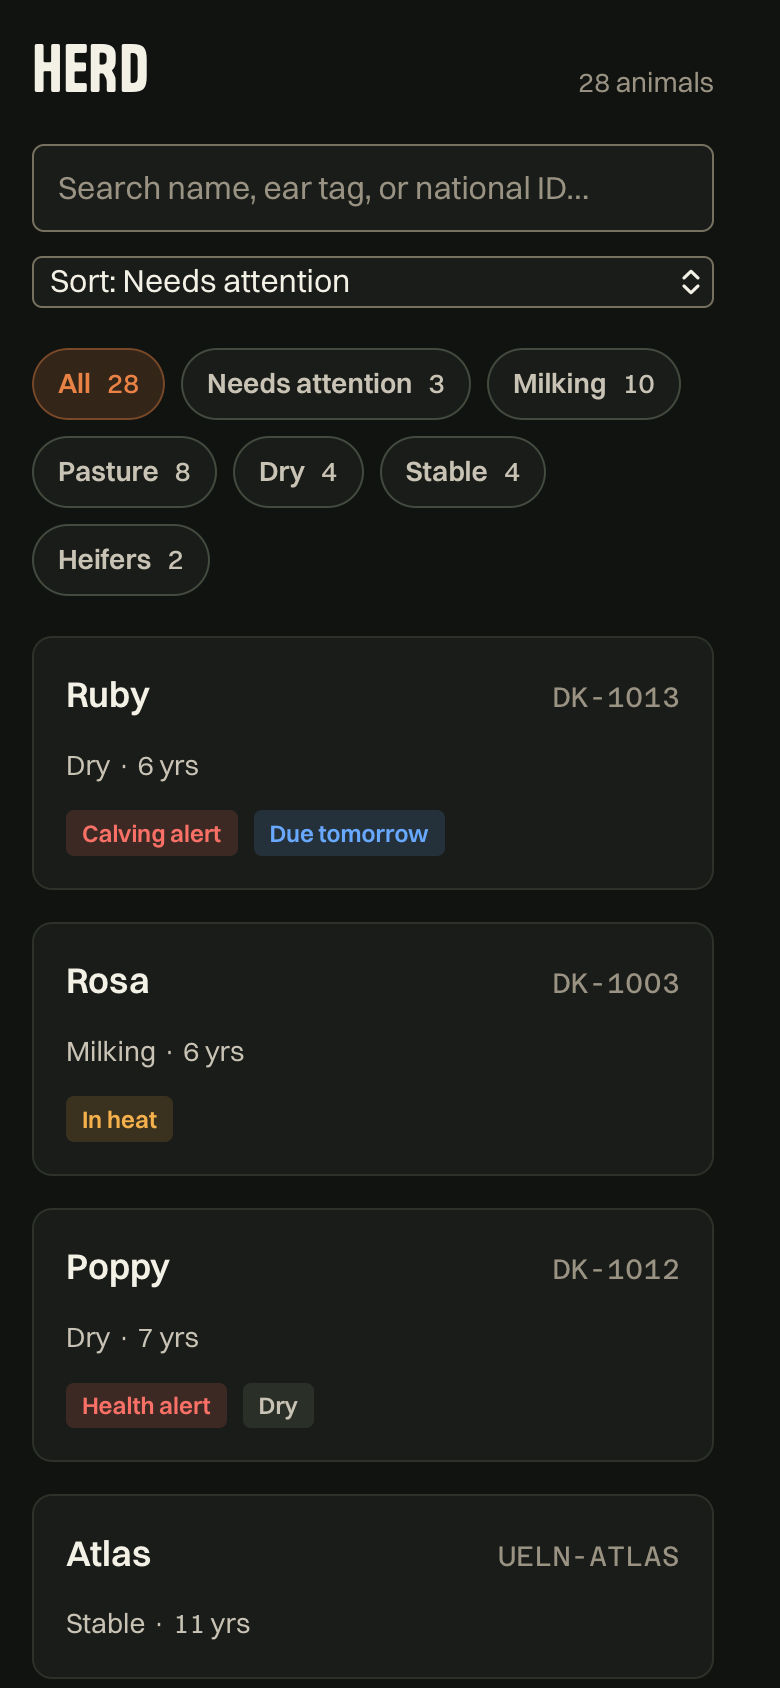 HERD
28 animals
Search name, ear tag, or national ID...
Sort: Needs attention
All 28 Needs attention 3 Milking 10
Pasture 8 Dry 4 Stable 4
Heifers 2
Ruby DK-1013
Dry · 6 yrs
Calving alert Due tomorrow
Rosa DK-1003
Milking · 6 yrs
In heat
Poppy DK-1012
Dry · 7 yrs
Health alert Dry
Atlas UELN-ATLAS
Stable · 11 yrs